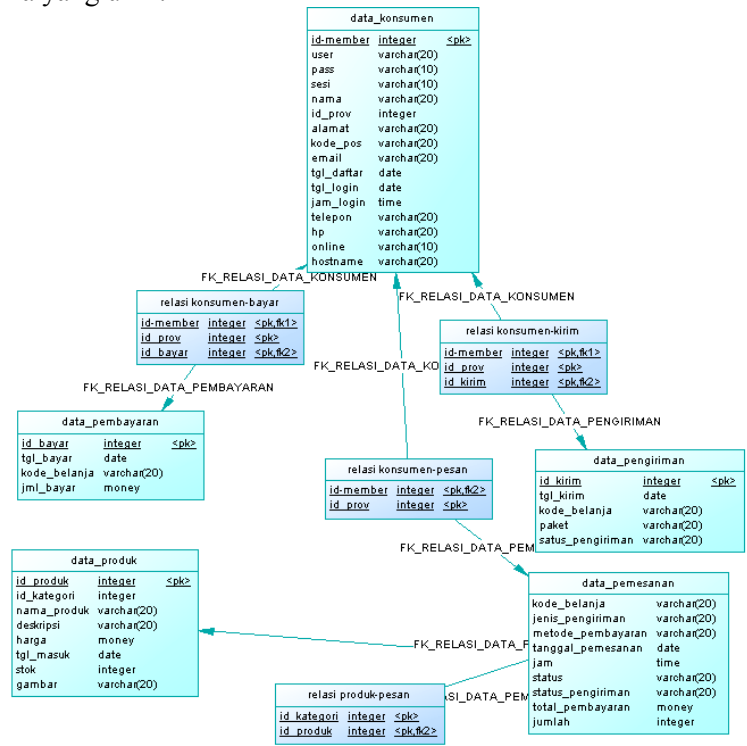 data_konsumen
id-member integer <pk>
user varchar(20)
pass varchar(10)
sesi varchar(10)
nama varchar(20)
id_prov integer
alamat varchar(20)
kode_pos varchar(20)
email varchar(20)
tgl_daftar date
tgl_login date
jam_login time
telepon varchar(20)
hp varchar(20)
online varchar(10)
hostname varchar(20)
FK_RELASI_DATA_KONSUMEN
relasi konsumen-bayar
id-member integer <pk,fk1>
id_prov integer <pk>
id_bayar integer <pk,fk2>
FK_RELASI_DATA_KONSUMEN
relasi konsumen-kirim
id-member integer <pk,fk1>
id_prov integer <pk>
id_kirim integer <pk,fk2>
FK_RELASI_DATA_KO
FK_RELASI_DATA_PEMBAYARAN
data_pembayaran
id_bayar integer <pk>
tgl_bayar date
kode_belanja varchar(20)
jml_bayar money
FK_RELASI_DATA_PENGIRIMAN
data_pengiriman
id_kirim integer <pk>
tgl_kirim date
kode_belanja varchar(20)
paket varchar(20)
satus_pengiriman varchar(20)
relasi konsumen-pesan
id-member integer <pk,fk2>
id_prov integer <pk>
FK_RELASI_DATA_PEM
data_produk
id_produk integer <pk>
id_kategori integer
nama_produk varchar(20)
deskripsi varchar(20)
harga money
tgl_masuk date
stok integer
gambar varchar(20)
data_pemesanan
kode_belanja varchar(20)
jenis_pengiriman varchar(20)
metode_pembayaran varchar(20)
tanggal_pemesanan date
jam time
status varchar(20)
status_pengiriman varchar(20)
total_pembayaran money
jumlah integer
FK_RELASI_DATA_P
relasi produk-pesan
id_kategori integer <pk>
id_produk integer <pk,fk2>
SI_DATA_PEM